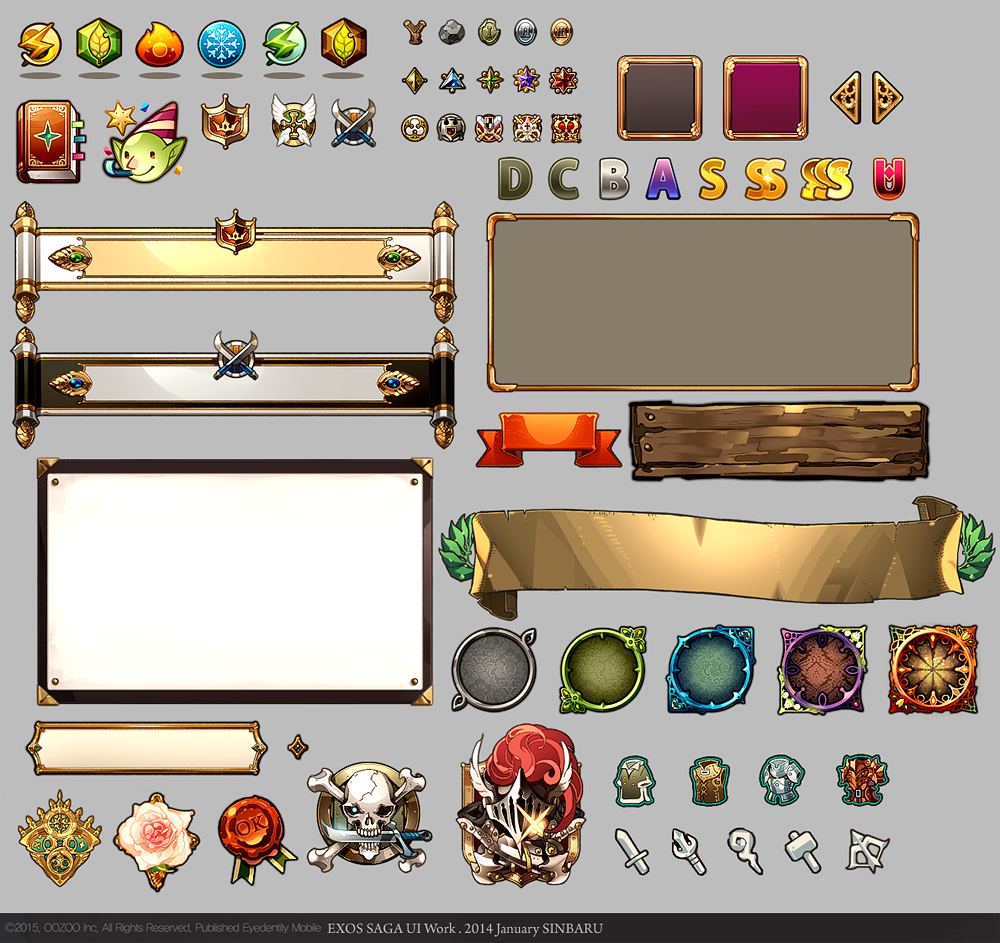 D C B A S SS SSS U
OK
©2015, OOZOO Inc, All Rights Reserved, Published Eyedentity Mobile EXOS SAGA UI Work . 2014 January SINBARU